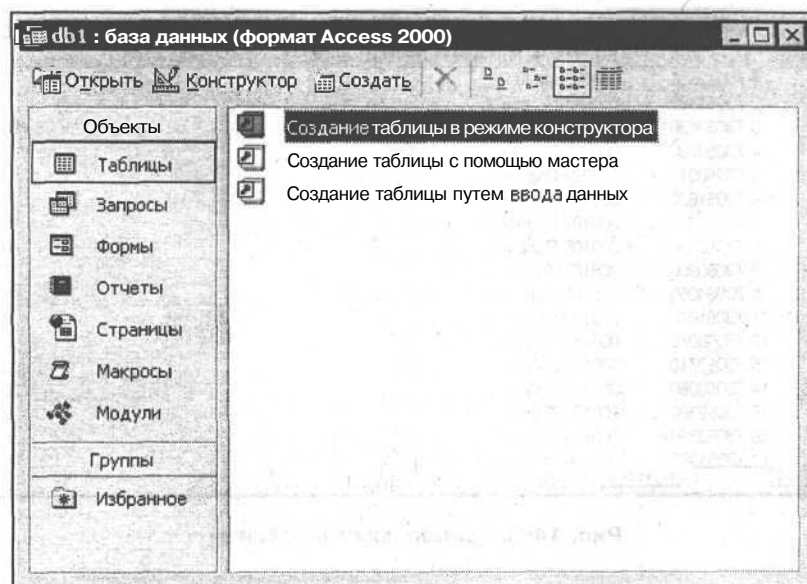 db1 : база данных (формат Access 2000)
Открыть Конструктор Создать
Объекты
Таблицы
Запросы
Формы
Отчеты
Страницы
Макросы
Модули
Группы
Избранное
Создание таблицы в режиме конструктора
Создание таблицы с помощью мастера
Создание таблицы путем ввода данных